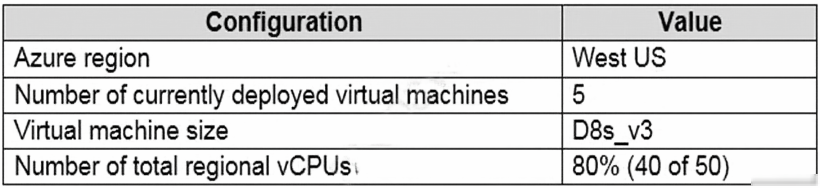 Configuration Value
Azure region West US
Number of currently deployed virtual machines 5
Virtual machine size D8s_v3
Number of total regional vCPUs 80% (40 of 50)